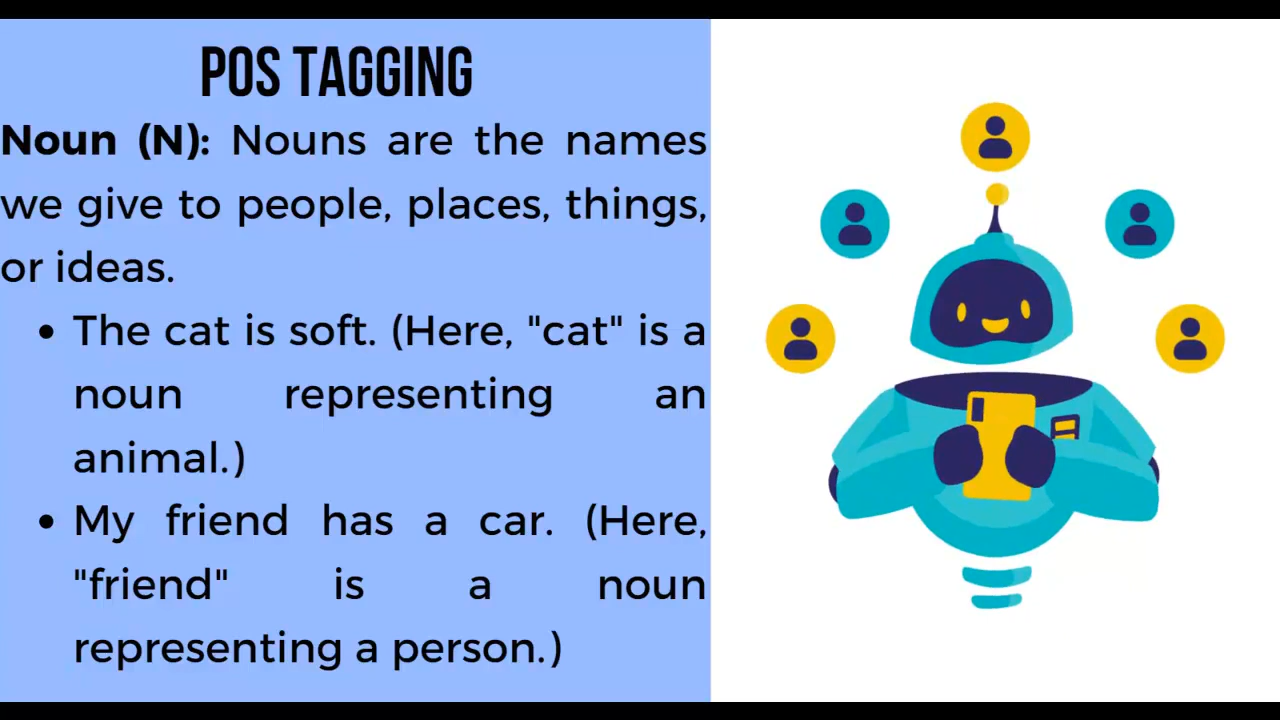 POS TAGGING
Noun (N): Nouns are the names
we give to people, places, things,
or ideas.
• The cat is soft. (Here, "cat" is a
noun representing an
animal.)
• My friend has a car. (Here,
"friend" is a noun
representing a person.)